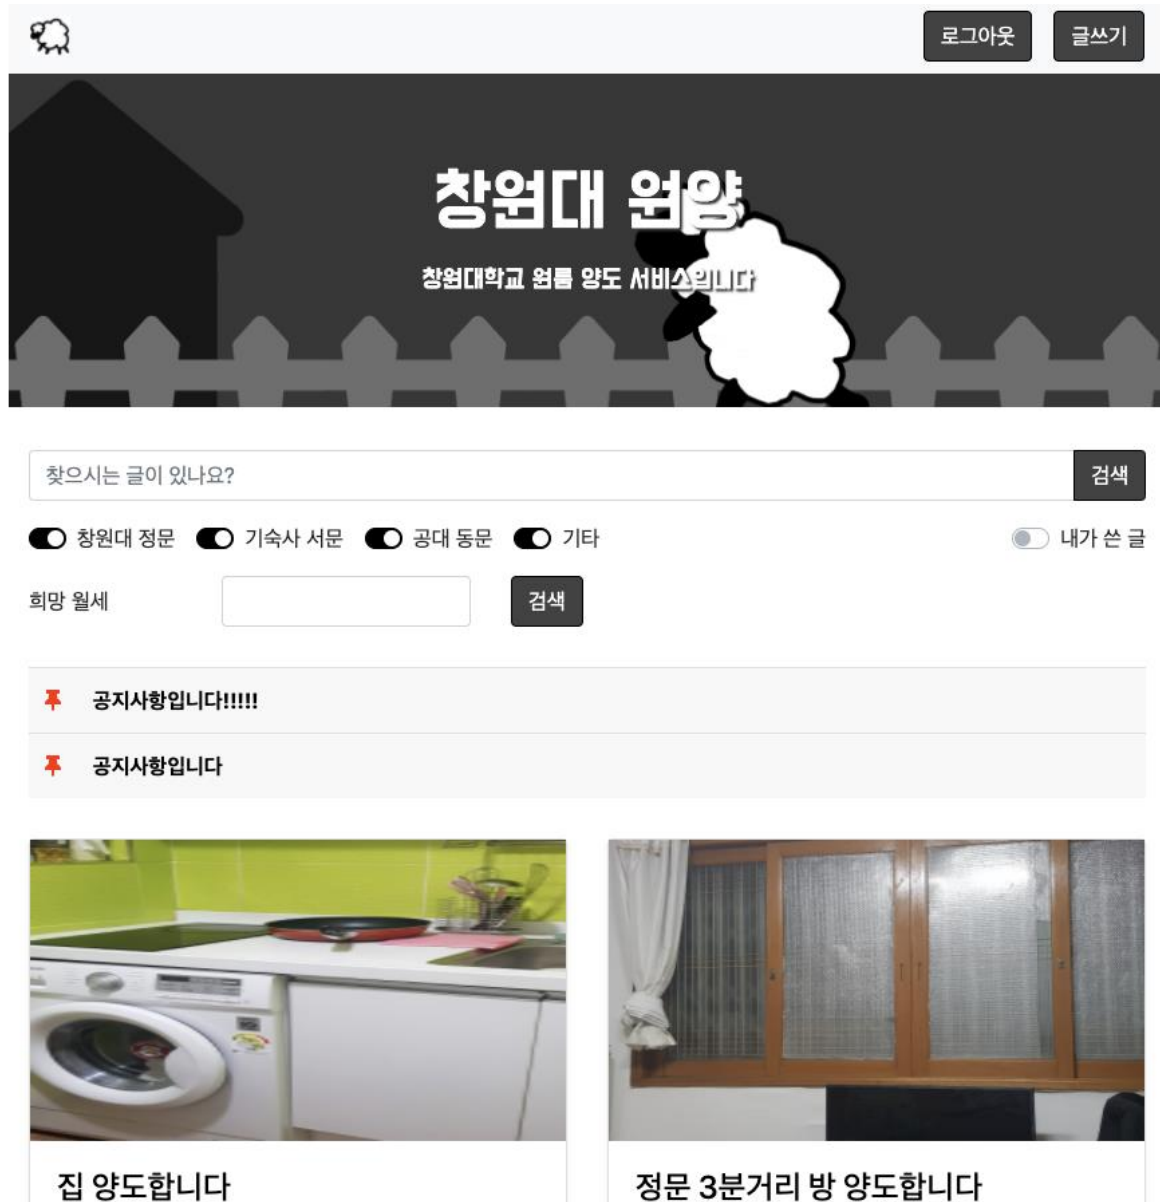 로그아웃 글쓰기
창원대 원양
창원대학교 원룸 양도 서비스입니다
찾으시는 글이 있나요? 검색
창원대 정문 기숙사 서문 공대 동문 기타 내가 쓴 글
희망 월세 검색
공지사항입니다!!!!!
공지사항입니다
집 양도합니다 정문 3분거리 방 양도합니다